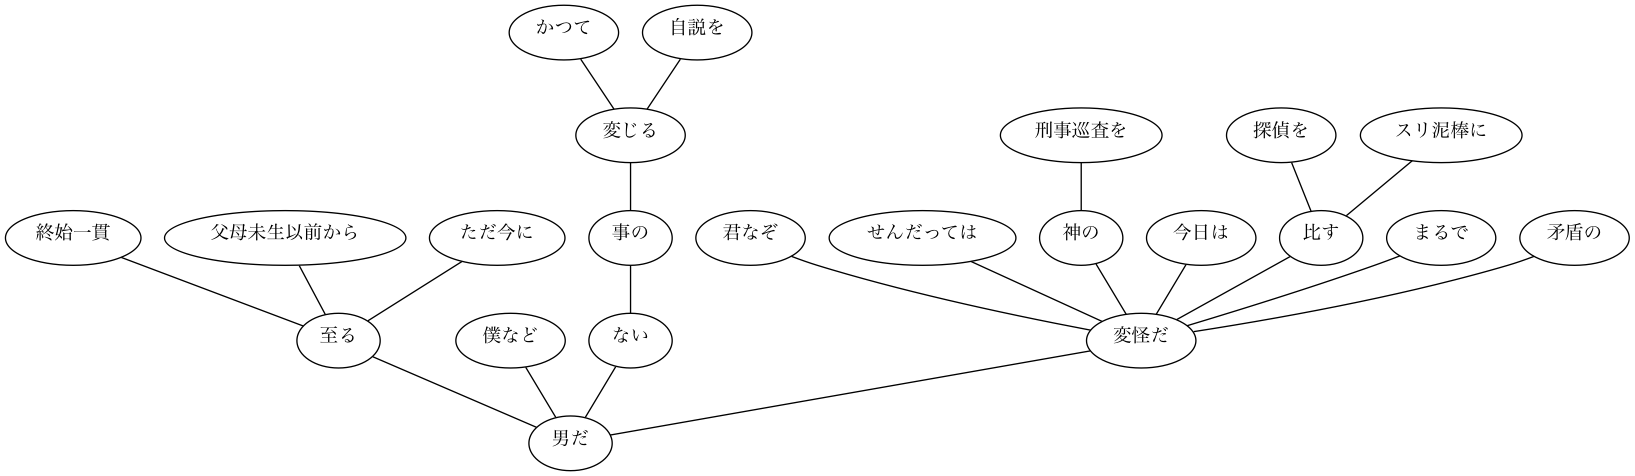 かつて 自説を
変じる 刑事巡査を 探偵を スリ泥棒に
終始一貫 父母未生以前から ただ今に 事の 君なぞ せんだっては 神の 今日は 比す まるで 矛盾の
至る 僕など ない 変怪だ
男だ